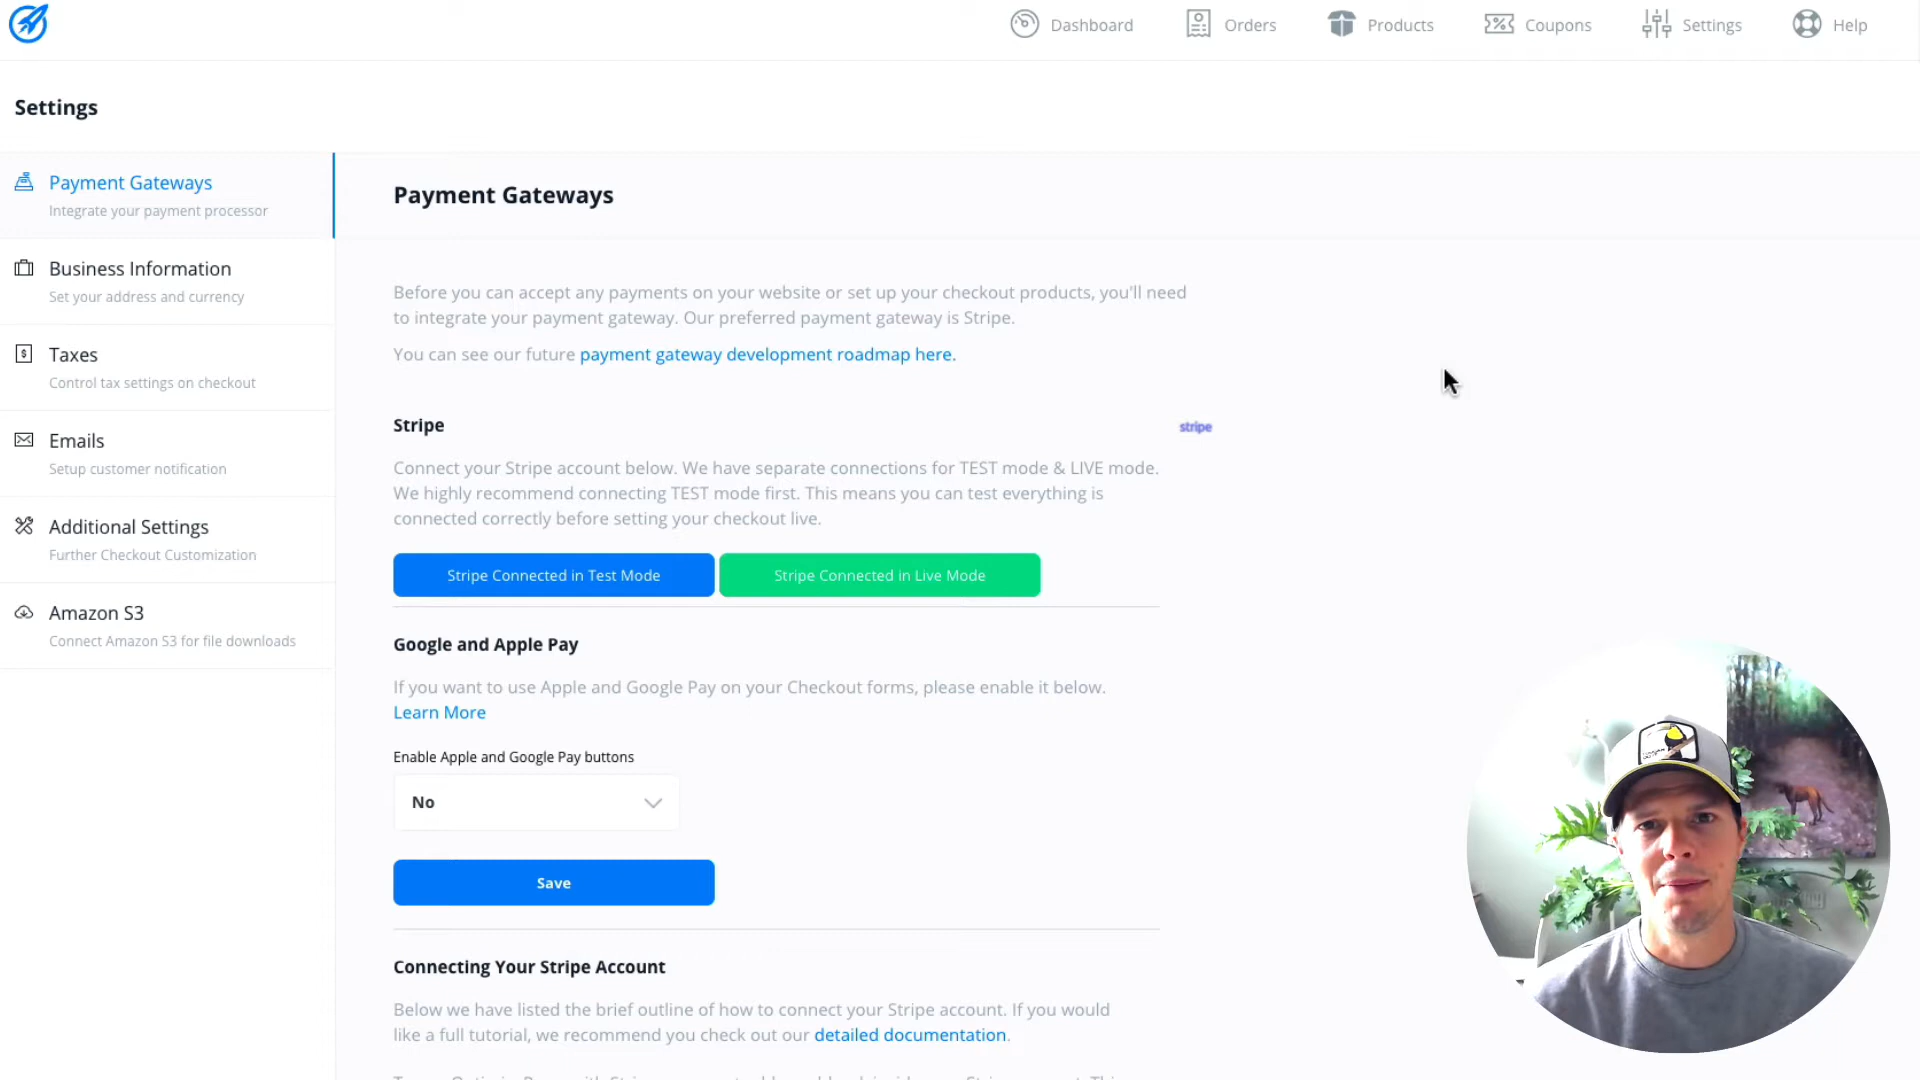 Dashboard
Orders
Products
Coupons
Settings
Help
Settings
Payment Gateways
Integrate your payment processor
Business Information
Set your address and currency
Taxes
Control tax settings on checkout
Emails
Setup customer notification
Additional Settings
Further Checkout Customization
Amazon S3
Connect Amazon S3 for file downloads
Payment Gateways
Before you can accept any payments on your website or set up your checkout products, you'll need
to integrate your payment gateway. Our preferred payment gateway is Stripe.
You can see our future payment gateway development roadmap here.
Stripe
stripe
Connect your Stripe account below. We have separate connections for TEST mode & LIVE mode.
We highly recommend connecting TEST mode first. This means you can test everything is
connected correctly before setting your checkout live.
Stripe Connected in Test Mode
Stripe Connected in Live Mode
Google and Apple Pay
If you want to use Apple and Google Pay on your Checkout forms, please enable it below.
Learn More
Enable Apple and Google Pay buttons
No
Save
Connecting Your Stripe Account
Below we have listed the brief outline of how to connect your Stripe account. If you would
like a full tutorial, we recommend you check out our detailed documentation.